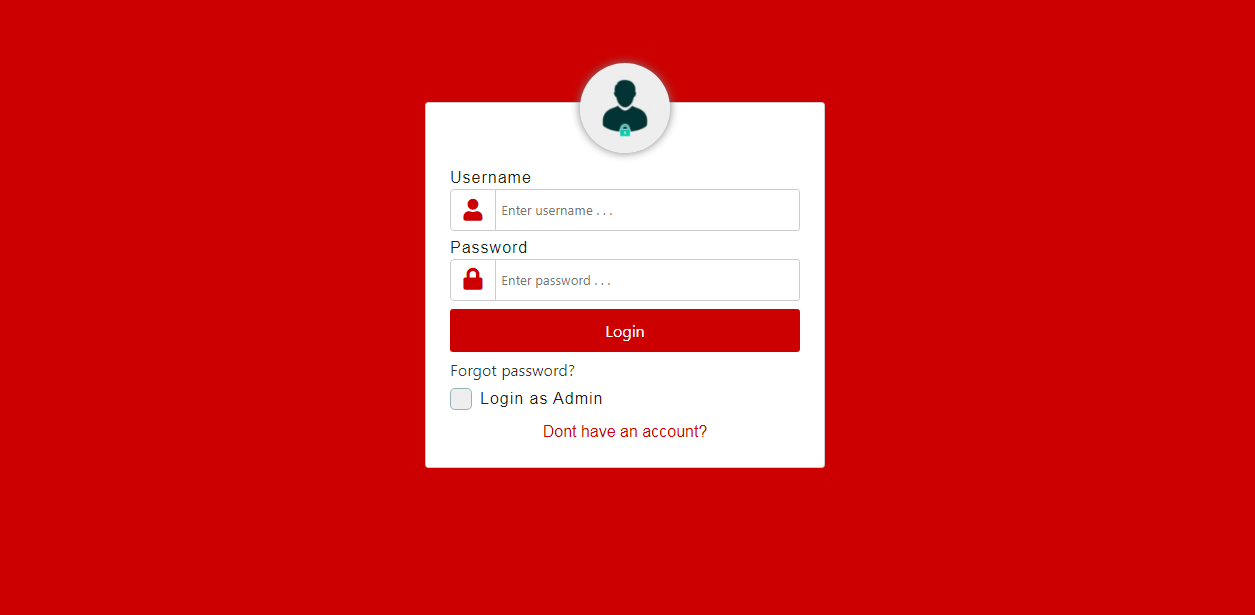 Username
Enter username . . .
Password
Enter password . . .
Login
Forgot password?
Login as Admin
Dont have an account?